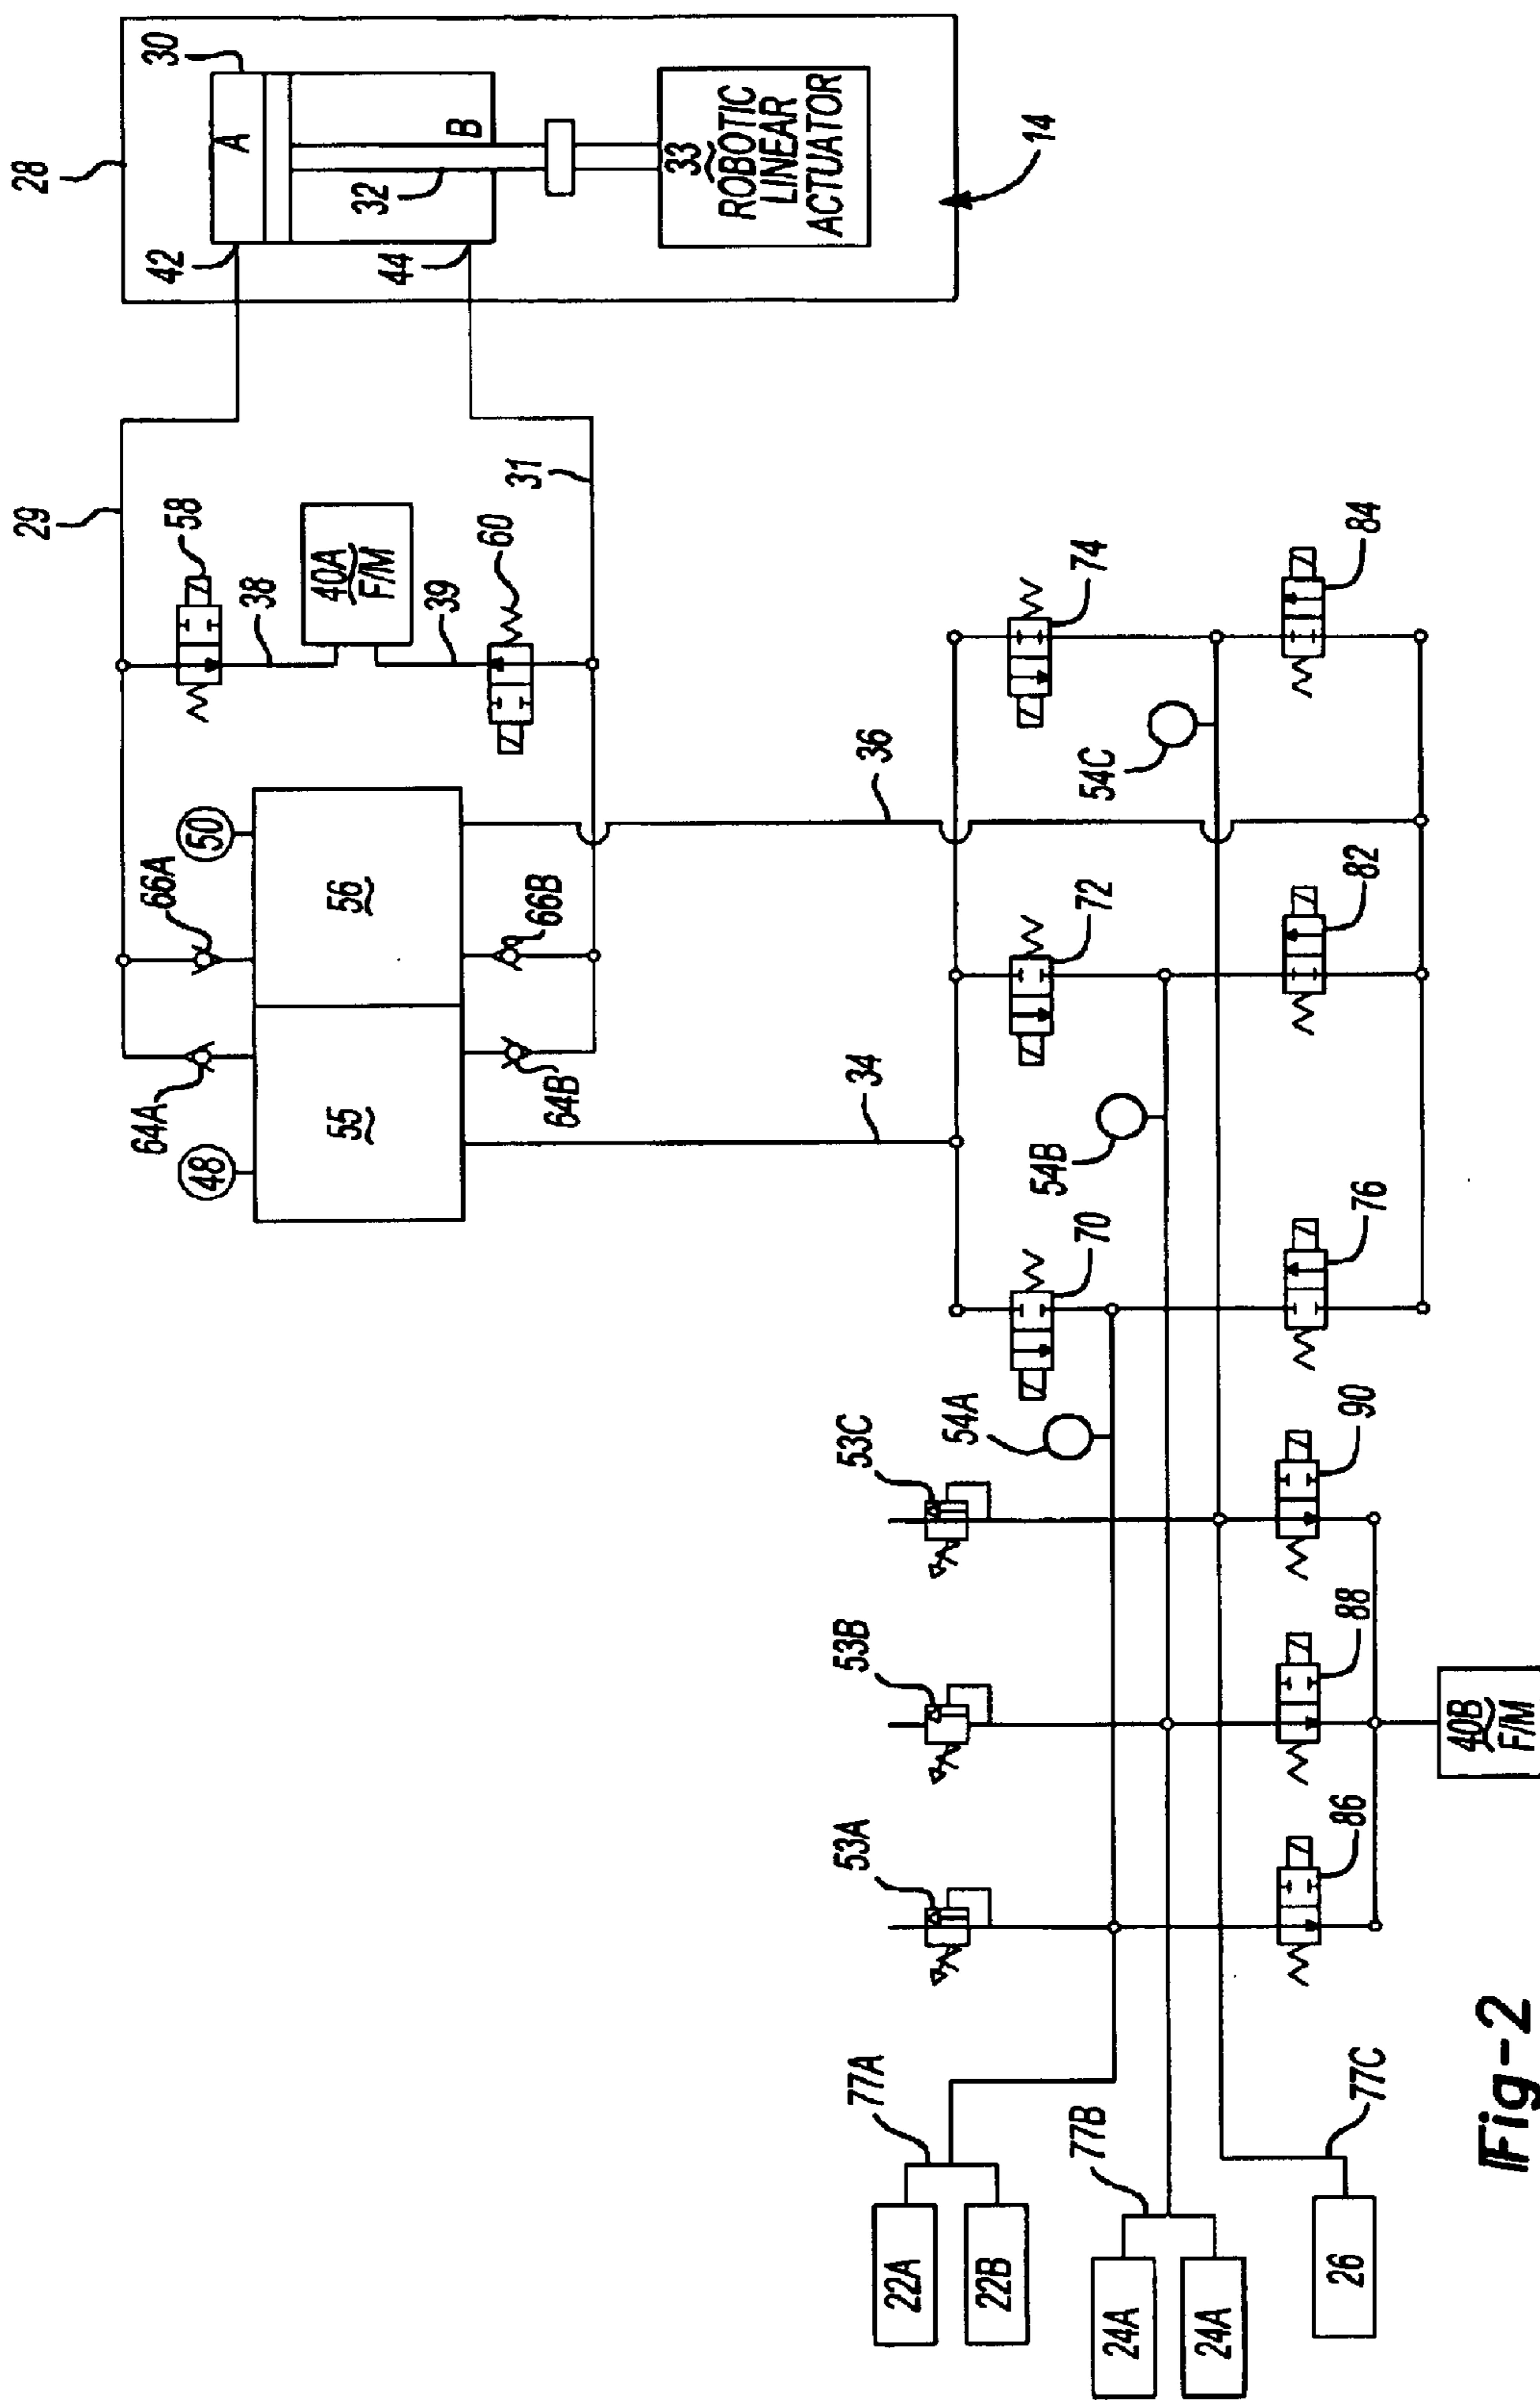 28
30
A
B
32
42
44
33
ROBOTIC
LINEAR
ACTUATOR
14
29
58
38
40A
F/M
39
60
31
50
66A
56
66B
64A
48
55
64B
36
34
74
84
54C
72
82
54B
70
76
54A
53C
90
53B
88
53A
86
40B
F/M
77A
22A
22B
77B
24A
24A
77C
26
Fig-2